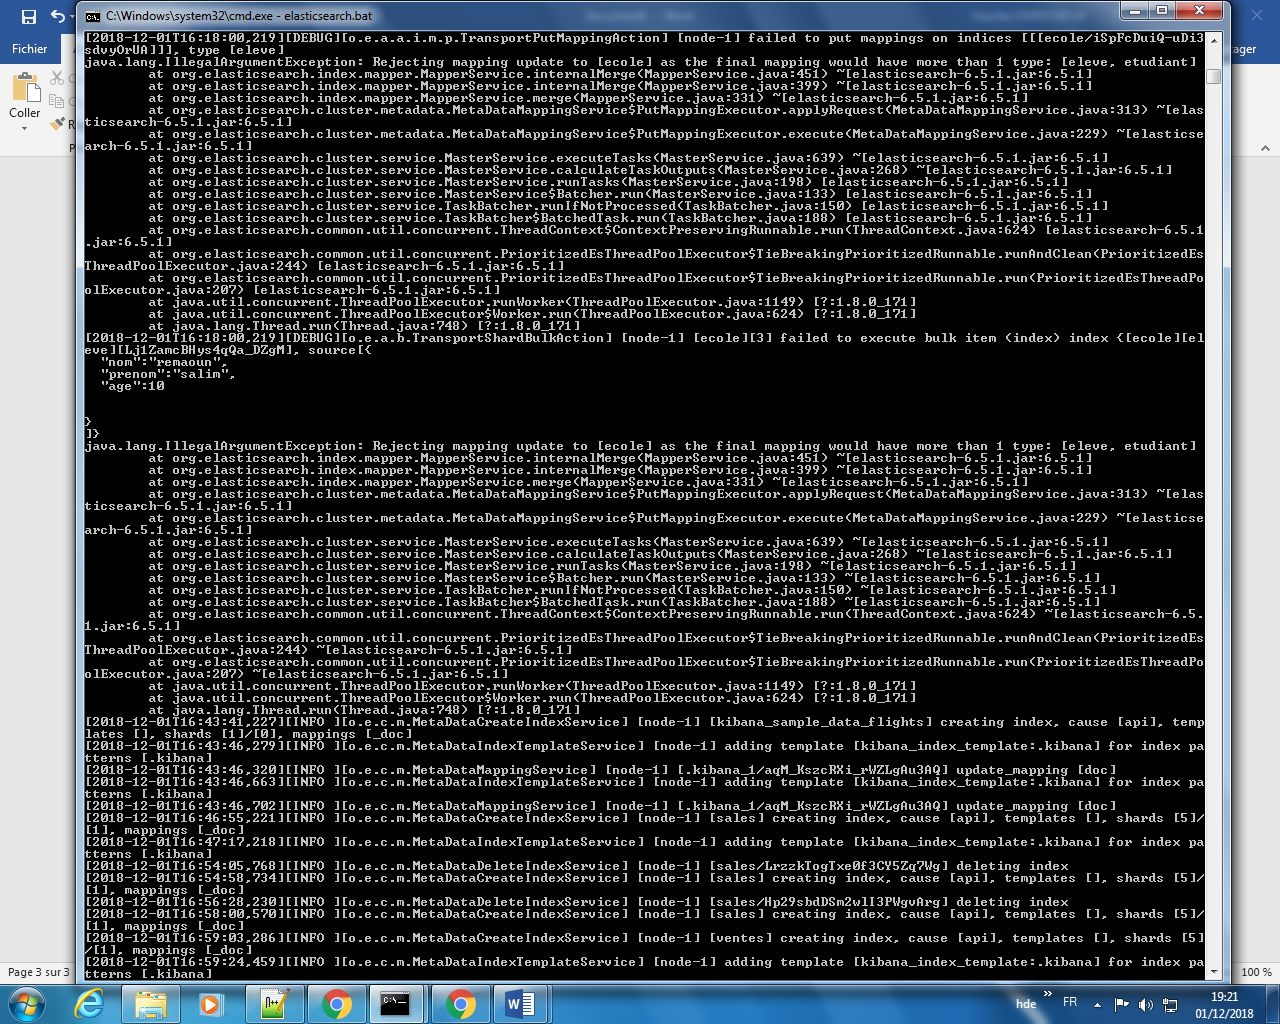 C:\Windows\system32\cmd.exe - elasticsearch.bat
Fichier
Coller
ager
[2018-12-01T16:18:00,219][DEBUG][o.e.a.a.i.m.p.TransportPutMappingAction] [node-1] failed to put mappings on indices [[[ecole/iSpFcDuiQ-uDi3
sdvyOrUA]]], type [eleve]
java.lang.IllegalArgumentException: Rejecting mapping update to [ecole] as the final mapping would have more than 1 type: [eleve, etudiant]
at org.elasticsearch.index.mapper.MapperService.internalMerge(MapperService.java:451) ~[elasticsearch-6.5.1.jar:6.5.1]
at org.elasticsearch.index.mapper.MapperService.internalMerge(MapperService.java:399) ~[elasticsearch-6.5.1.jar:6.5.1]
at org.elasticsearch.index.mapper.MapperService.merge(MapperService.java:331) ~[elasticsearch-6.5.1.jar:6.5.1]
at org.elasticsearch.cluster.metadata.MetaDataMappingService$PutMappingExecutor.applyRequest(MetaDataMappingService.java:313) ~[elas
ticsearch-6.5.1.jar:6.5.1]
at org.elasticsearch.cluster.metadata.MetaDataMappingService$PutMappingExecutor.execute(MetaDataMappingService.java:229) ~[elasticse
arch-6.5.1.jar:6.5.1]
at org.elasticsearch.cluster.service.MasterService.executeTasks(MasterService.java:639) ~[elasticsearch-6.5.1.jar:6.5.1]
at org.elasticsearch.cluster.service.MasterService.calculateTaskOutputs(MasterService.java:268) ~[elasticsearch-6.5.1.jar:6.5.1]
at org.elasticsearch.cluster.service.MasterService.runTasks(MasterService.java:198) [elasticsearch-6.5.1.jar:6.5.1]
at org.elasticsearch.cluster.service.MasterService$Batcher.run(MasterService.java:133) [elasticsearch-6.5.1.jar:6.5.1]
at org.elasticsearch.cluster.service.TaskBatcher.runIfNotProcessed(TaskBatcher.java:150) [elasticsearch-6.5.1.jar:6.5.1]
at org.elasticsearch.cluster.service.TaskBatcher$BatchedTask.run(TaskBatcher.java:188) [elasticsearch-6.5.1.jar:6.5.1]
at org.elasticsearch.common.util.concurrent.ThreadContext$ContextPreservingRunnable.run(ThreadContext.java:624) [elasticsearch-6.5.1
.jar:6.5.1]
at org.elasticsearch.common.util.concurrent.PrioritizedEsThreadPoolExecutor$TieBreakingPrioritizedRunnable.runAndClean(PrioritizedEs
ThreadPoolExecutor.java:244) [elasticsearch-6.5.1.jar:6.5.1]
at org.elasticsearch.common.util.concurrent.PrioritizedEsThreadPoolExecutor$TieBreakingPrioritizedRunnable.run(PrioritizedEsThreadPo
olExecutor.java:207) [elasticsearch-6.5.1.jar:6.5.1]
at java.util.concurrent.ThreadPoolExecutor.runWorker(ThreadPoolExecutor.java:1149) [?:1.8.0_171]
at java.util.concurrent.ThreadPoolExecutor$Worker.run(ThreadPoolExecutor.java:624) [?:1.8.0_171]
at java.lang.Thread.run(Thread.java:748) [?:1.8.0_171]
[2018-12-01T16:18:00,219][DEBUG][o.e.a.b.TransportShardBulkAction] [node-1] [ecole][3] failed to execute bulk item (index) index {[ecole][el
eve][Lj1ZamcBHys4qQa_DZgM], source[{
"nom":"remaoun",
"prenom":"salim",
"age":10
}
]}
java.lang.IllegalArgumentException: Rejecting mapping update to [ecole] as the final mapping would have more than 1 type: [eleve, etudiant]
at org.elasticsearch.index.mapper.MapperService.internalMerge(MapperService.java:451) ~[elasticsearch-6.5.1.jar:6.5.1]
at org.elasticsearch.index.mapper.MapperService.internalMerge(MapperService.java:399) ~[elasticsearch-6.5.1.jar:6.5.1]
at org.elasticsearch.index.mapper.MapperService.merge(MapperService.java:331) ~[elasticsearch-6.5.1.jar:6.5.1]
at org.elasticsearch.cluster.metadata.MetaDataMappingService$PutMappingExecutor.applyRequest(MetaDataMappingService.java:313) ~[elas
ticsearch-6.5.1.jar:6.5.1]
at org.elasticsearch.cluster.metadata.MetaDataMappingService$PutMappingExecutor.execute(MetaDataMappingService.java:229) ~[elasticse
arch-6.5.1.jar:6.5.1]
at org.elasticsearch.cluster.service.MasterService.executeTasks(MasterService.java:639) ~[elasticsearch-6.5.1.jar:6.5.1]
at org.elasticsearch.cluster.service.MasterService.calculateTaskOutputs(MasterService.java:268) ~[elasticsearch-6.5.1.jar:6.5.1]
at org.elasticsearch.cluster.service.MasterService.runTasks(MasterService.java:198) ~[elasticsearch-6.5.1.jar:6.5.1]
at org.elasticsearch.cluster.service.MasterService$Batcher.run(MasterService.java:133) ~[elasticsearch-6.5.1.jar:6.5.1]
at org.elasticsearch.cluster.service.TaskBatcher.runIfNotProcessed(TaskBatcher.java:150) ~[elasticsearch-6.5.1.jar:6.5.1]
at org.elasticsearch.cluster.service.TaskBatcher$BatchedTask.run(TaskBatcher.java:188) ~[elasticsearch-6.5.1.jar:6.5.1]
at org.elasticsearch.common.util.concurrent.ThreadContext$ContextPreservingRunnable.run(ThreadContext.java:624) ~[elasticsearch-6.5.
1.jar:6.5.1]
at org.elasticsearch.common.util.concurrent.PrioritizedEsThreadPoolExecutor$TieBreakingPrioritizedRunnable.runAndClean(PrioritizedEs
ThreadPoolExecutor.java:244) ~[elasticsearch-6.5.1.jar:6.5.1]
at org.elasticsearch.common.util.concurrent.PrioritizedEsThreadPoolExecutor$TieBreakingPrioritizedRunnable.run(PrioritizedEsThreadPo
olExecutor.java:207) ~[elasticsearch-6.5.1.jar:6.5.1]
at java.util.concurrent.ThreadPoolExecutor.runWorker(ThreadPoolExecutor.java:1149) [?:1.8.0_171]
at java.util.concurrent.ThreadPoolExecutor$Worker.run(ThreadPoolExecutor.java:624) [?:1.8.0_171]
at java.lang.Thread.run(Thread.java:748) [?:1.8.0_171]
[2018-12-01T16:43:41,227][INFO ][o.e.c.m.MetaDataCreateIndexService] [node-1] [kibana_sample_data_flights] creating index, cause [api], temp
lates [], shards [1]/[0], mappings [_doc]
[2018-12-01T16:43:46,279][INFO ][o.e.c.m.MetaDataIndexTemplateService] [node-1] adding template [kibana_index_template:.kibana] for index pa
tterns [.kibana]
[2018-12-01T16:43:46,320][INFO ][o.e.c.m.MetaDataMappingService] [node-1] [.kibana_1/aqM_KszcRXi_rWZLgAu3AQ] update_mapping [doc]
[2018-12-01T16:43:46,663][INFO ][o.e.c.m.MetaDataIndexTemplateService] [node-1] adding template [kibana_index_template:.kibana] for index pa
tterns [.kibana]
[2018-12-01T16:43:46,702][INFO ][o.e.c.m.MetaDataMappingService] [node-1] [.kibana_1/aqM_KszcRXi_rWZLgAu3AQ] update_mapping [doc]
[2018-12-01T16:46:55,221][INFO ][o.e.c.m.MetaDataCreateIndexService] [node-1] [sales] creating index, cause [api], templates [], shards [5]/
[1], mappings [_doc]
[2018-12-01T16:47:17,218][INFO ][o.e.c.m.MetaDataIndexTemplateService] [node-1] adding template [kibana_index_template:.kibana] for index pa
tterns [.kibana]
[2018-12-01T16:54:05,768][INFO ][o.e.c.m.MetaDataDeleteIndexService] [node-1] [sales/LrzzkTogTxe0f3CY5Zq7Wg] deleting index
[2018-12-01T16:54:58,734][INFO ][o.e.c.m.MetaDataCreateIndexService] [node-1] [sales] creating index, cause [api], templates [], shards [5]/
[1], mappings [_doc]
[2018-12-01T16:56:28,230][INFO ][o.e.c.m.MetaDataDeleteIndexService] [node-1] [sales/Hp29sbdDSm2wlI3PWgvArg] deleting index
[2018-12-01T16:58:00,570][INFO ][o.e.c.m.MetaDataCreateIndexService] [node-1] [sales] creating index, cause [api], templates [], shards [5]/
[1], mappings [_doc]
[2018-12-01T16:59:03,286][INFO ][o.e.c.m.MetaDataCreateIndexService] [node-1] [ventes] creating index, cause [api], templates [], shards [5]
/[1], mappings [_doc]
[2018-12-01T16:59:24,459][INFO ][o.e.c.m.MetaDataIndexTemplateService] [node-1] adding template [kibana_index_template:.kibana] for index pa
tterns [.kibana]
Page 3 sur 3
100 %
hde
FR
19:21
01/12/2018